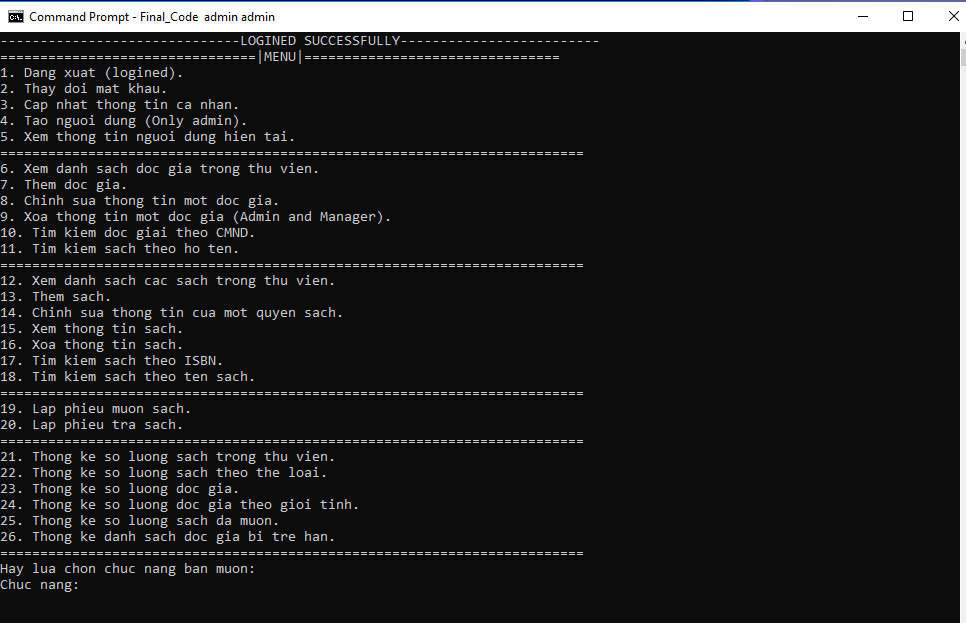 Command Prompt - Final_Code admin admin
------------------------------LOGINED SUCCESSFULLY-------------------------
================================|MENU|================================
1. Dang xuat (logined).
2. Thay doi mat khau.
3. Cap nhat thong tin ca nhan.
4. Tao nguoi dung (Only admin).
5. Xem thong tin nguoi dung hien tai.
=========================================================================
6. Xem danh sach doc gia trong thu vien.
7. Them doc gia.
8. Chinh sua thong tin mot doc gia.
9. Xoa thong tin mot doc gia (Admin and Manager).
10. Tim kiem doc giai theo CMND.
11. Tim kiem sach theo ho ten.
=========================================================================
12. Xem danh sach cac sach trong thu vien.
13. Them sach.
14. Chinh sua thong tin cua mot quyen sach.
15. Xem thong tin sach.
16. Xoa thong tin sach.
17. Tim kiem sach theo ISBN.
18. Tim kiem sach theo ten sach.
=========================================================================
19. Lap phieu muon sach.
20. Lap phieu tra sach.
=========================================================================
21. Thong ke so luong sach trong thu vien.
22. Thong ke so luong sach theo the loai.
23. Thong ke so luong doc gia.
24. Thong ke so luong doc gia theo gioi tinh.
25. Thong ke so luong sach da muon.
26. Thong ke danh sach doc gia bi tre han.
=========================================================================
Hay lua chon chuc nang ban muon:
Chuc nang: